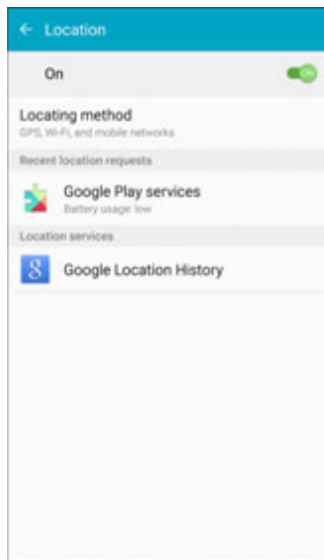 Location
On
ON
Locating method
GPS, Wi-Fi, and mobile networks
Recent location requests
Google Play services
Battery usage: low
Location services
8
Google Location History